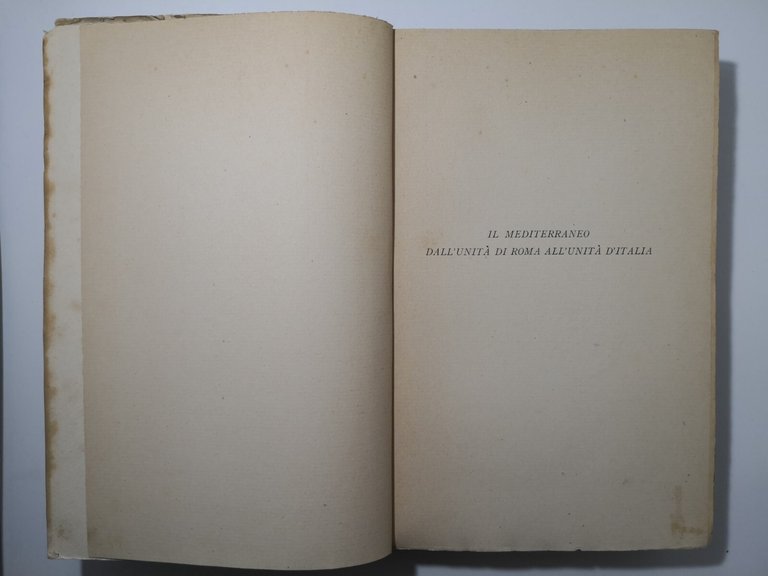 IL MEDITERRANEO
DALL'UNITÀ DI ROMA ALL'UNITÀ D'ITALIA